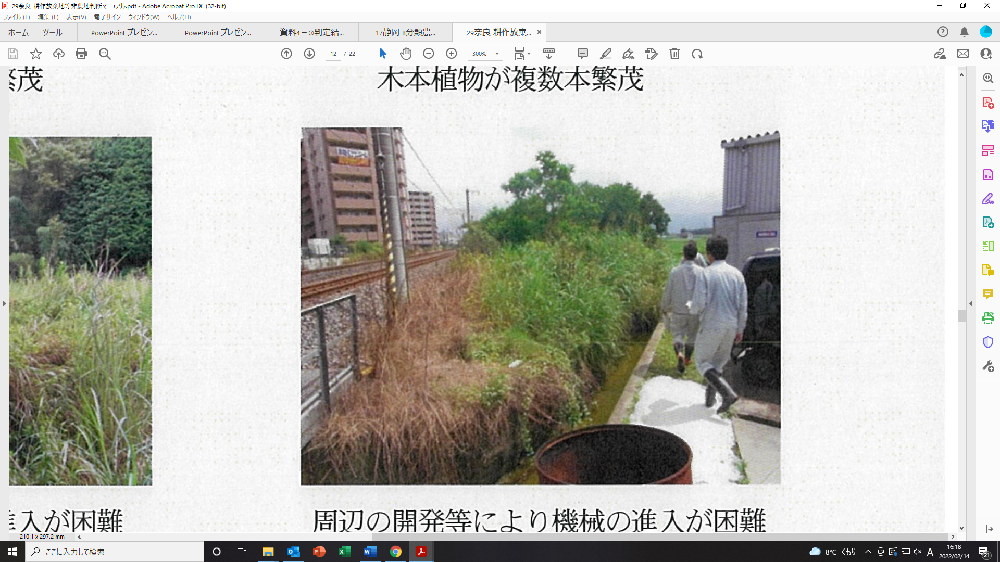 29奈良_耕作放棄地等非農地判断マニュアル.pdf - Adobe Acrobat Pro DC (32-bit)
ファイル(F) 編集(E) 表示(V) 電子サイン ウィンドウ(W) ヘルプ(H)
ホーム ツール PowerPoint プレゼン... PowerPoint プレゼン... 資料4－①判定結... 17静岡_B分類農... 29奈良_耕作放棄... ×
12 / 22 300%
繁茂 木本植物が複数本繁茂
進入が困難 周辺の開発等により機械の進入が困難
210.1 x 297.2 mm
ここに入力して検索
8°C くもり A 16:18
2022/02/14
21